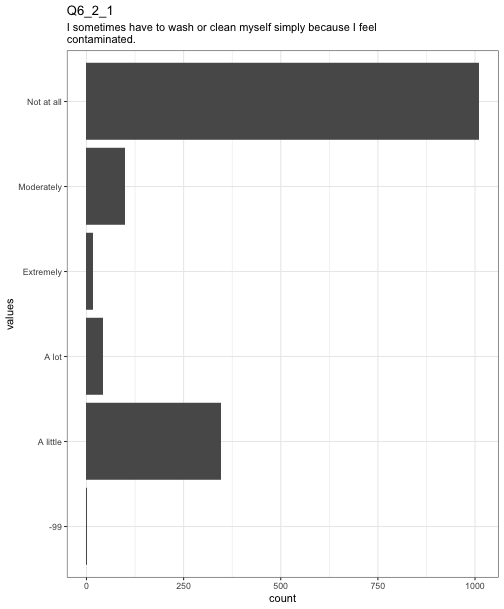 Q6_2_1
I sometimes have to wash or clean myself simply because I feel
contaminated.
Not at all
Moderately
Extremely
A lot
A little
-99
values
0 250 500 750 1000
count